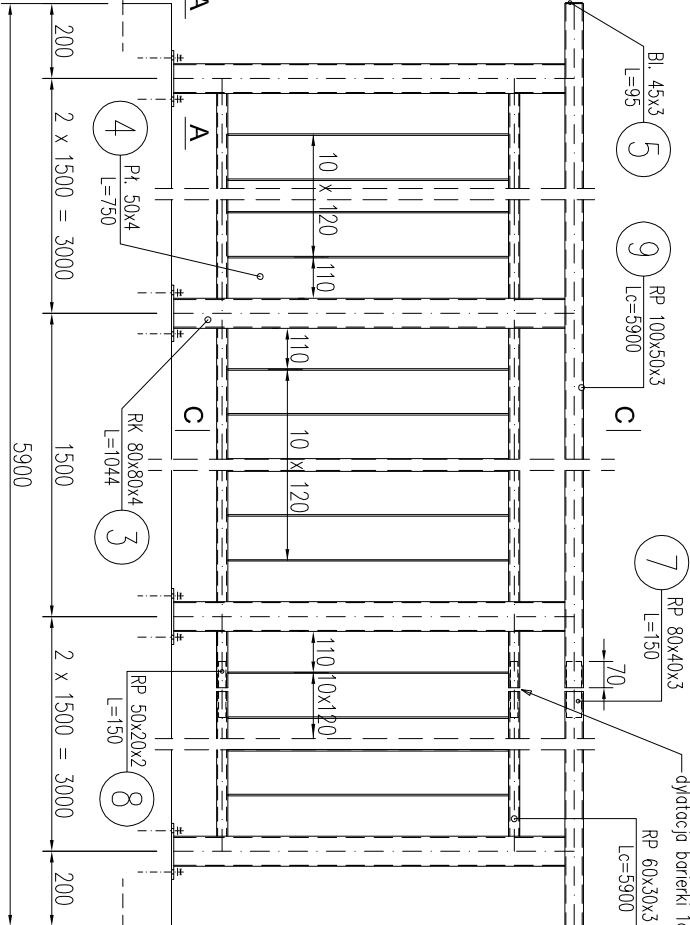 Bl. 45x3
L=95
5
9
RP 100x50x3
Lc=5900
7
RP 80x40x3
L=150
70
dylatacja barierki
RP 60x30x3
Lc=5900
A
A
C
C
10 x 120
110
110
10 x 120
110
10x120
4
Pł. 50x4
L=750
RK 80x80x4
L=1044
3
RP 50x20x2
L=150
8
200
2 x 1500 = 3000
1500
2 x 1500 = 3000
200
5900